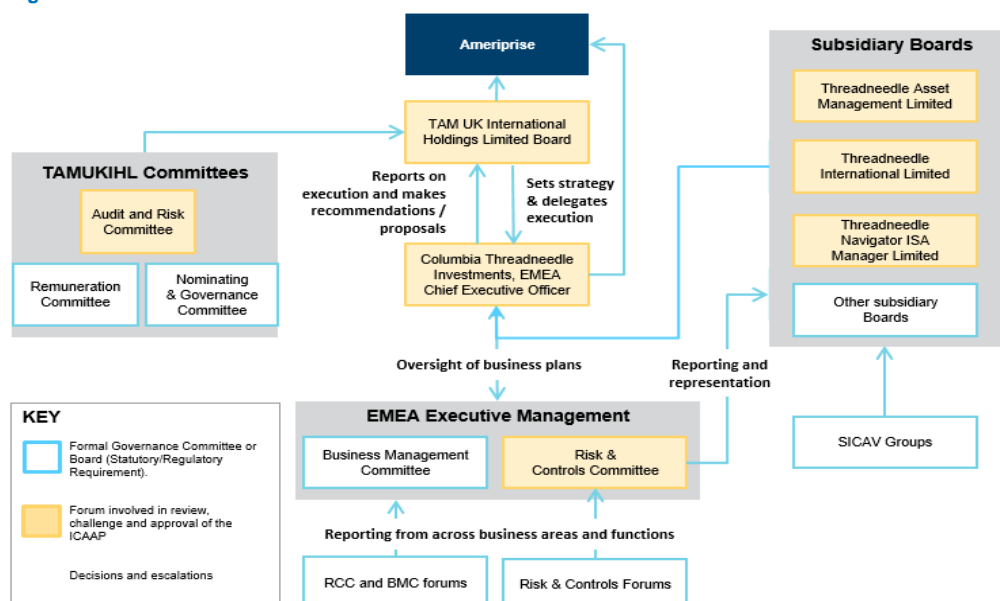 Ameriprise
TAM UK International
Holdings Limited Board
Reports on
execution and makes
recommendations /
proposals
Sets strategy
& delegates
execution
Columbia Threadneedle
Investments, EMEA
Chief Executive Officer
TAMUKIHL Committees
Audit and Risk
Committee
Remuneration
Committee
Nominating
& Governance
Committee
Subsidiary Boards
Threadneedle Asset
Management Limited
Threadneedle
International Limited
Threadneedle
Navigator ISA
Manager Limited
Other subsidiary
Boards
SICAV Groups
Oversight of business plans
Reporting and
representation
EMEA Executive Management
Business Management
Committee
Risk &
Controls Committee
Reporting from across business areas and functions
RCC and BMC forums
Risk & Controls Forums
KEY
Formal Governance Committee or
Board (Statutory/Regulatory
Requirement).
Forum involved in review,
challenge and approval of the
ICAAP
Decisions and escalations